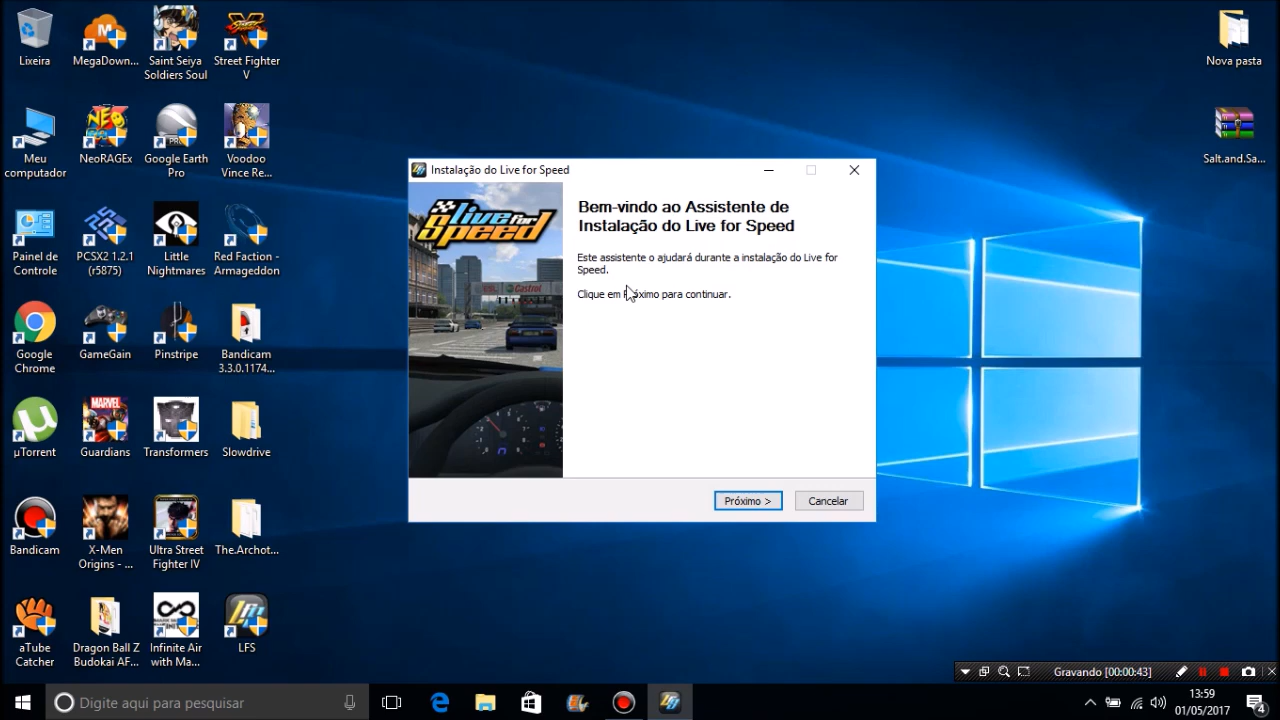 Lixeira
MegaDown...
Saint Seiya
Soldiers Soul
Street Fighter
V
Nova pasta
Meu
computador
NeoRAGEx
Google Earth
Pro
Voodoo
Vince Re...
Salt.and.Sa...
Painel de
Controle
PCSX2 1.2.1
(r5875)
Little
Nightmares
Red Faction -
Armageddon
Google
Chrome
GameGain
Pinstripe
Bandicam
3.3.0.1174...
µTorrent
Guardians
Transformers
Slowdrive
Bandicam
X-Men
Origins - ...
Ultra Street
Fighter IV
The.Archot...
aTube
Catcher
Dragon Ball Z
Budokai AF...
Infinite Air
with Ma...
LFS
Instalação do Live for Speed
live for
Speed
Castrol
Bem-vindo ao Assistente de
Instalação do Live for Speed
Este assistente o ajudará durante a instalação do Live for
Speed.
Clique em Próximo para continuar.
Próximo >
Cancelar
Gravando [00:00:43]
Digite aqui para pesquisar
13:59
01/05/2017
4